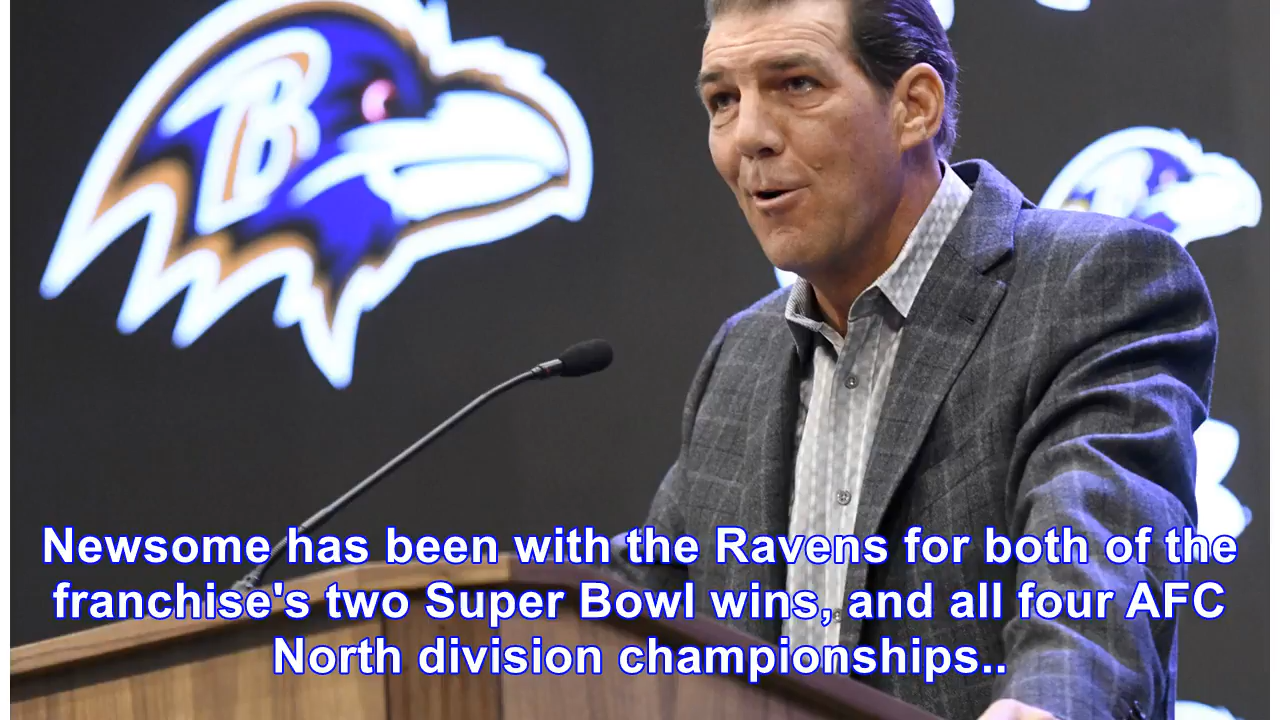 B
Newsome has been with the Ravens for both of the
franchise's two Super Bowl wins, and all four AFC
North division championships..